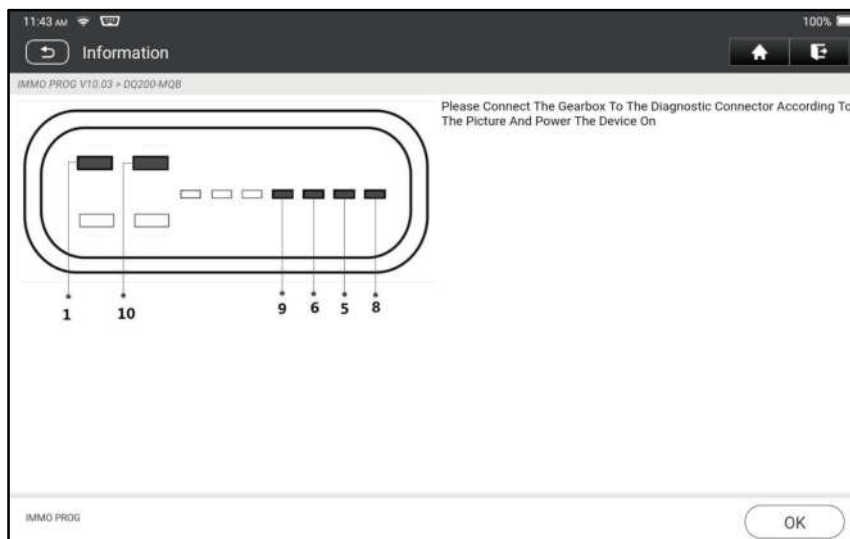 11:43 AM
100%
Information
IMMO PROG V10.03 > DQ200-MQB
Please Connect The Gearbox To The Diagnostic Connector According To
The Picture And Power The Device On
* * * * * *
1 10 9 6 5 8
IMMO PROG
OK